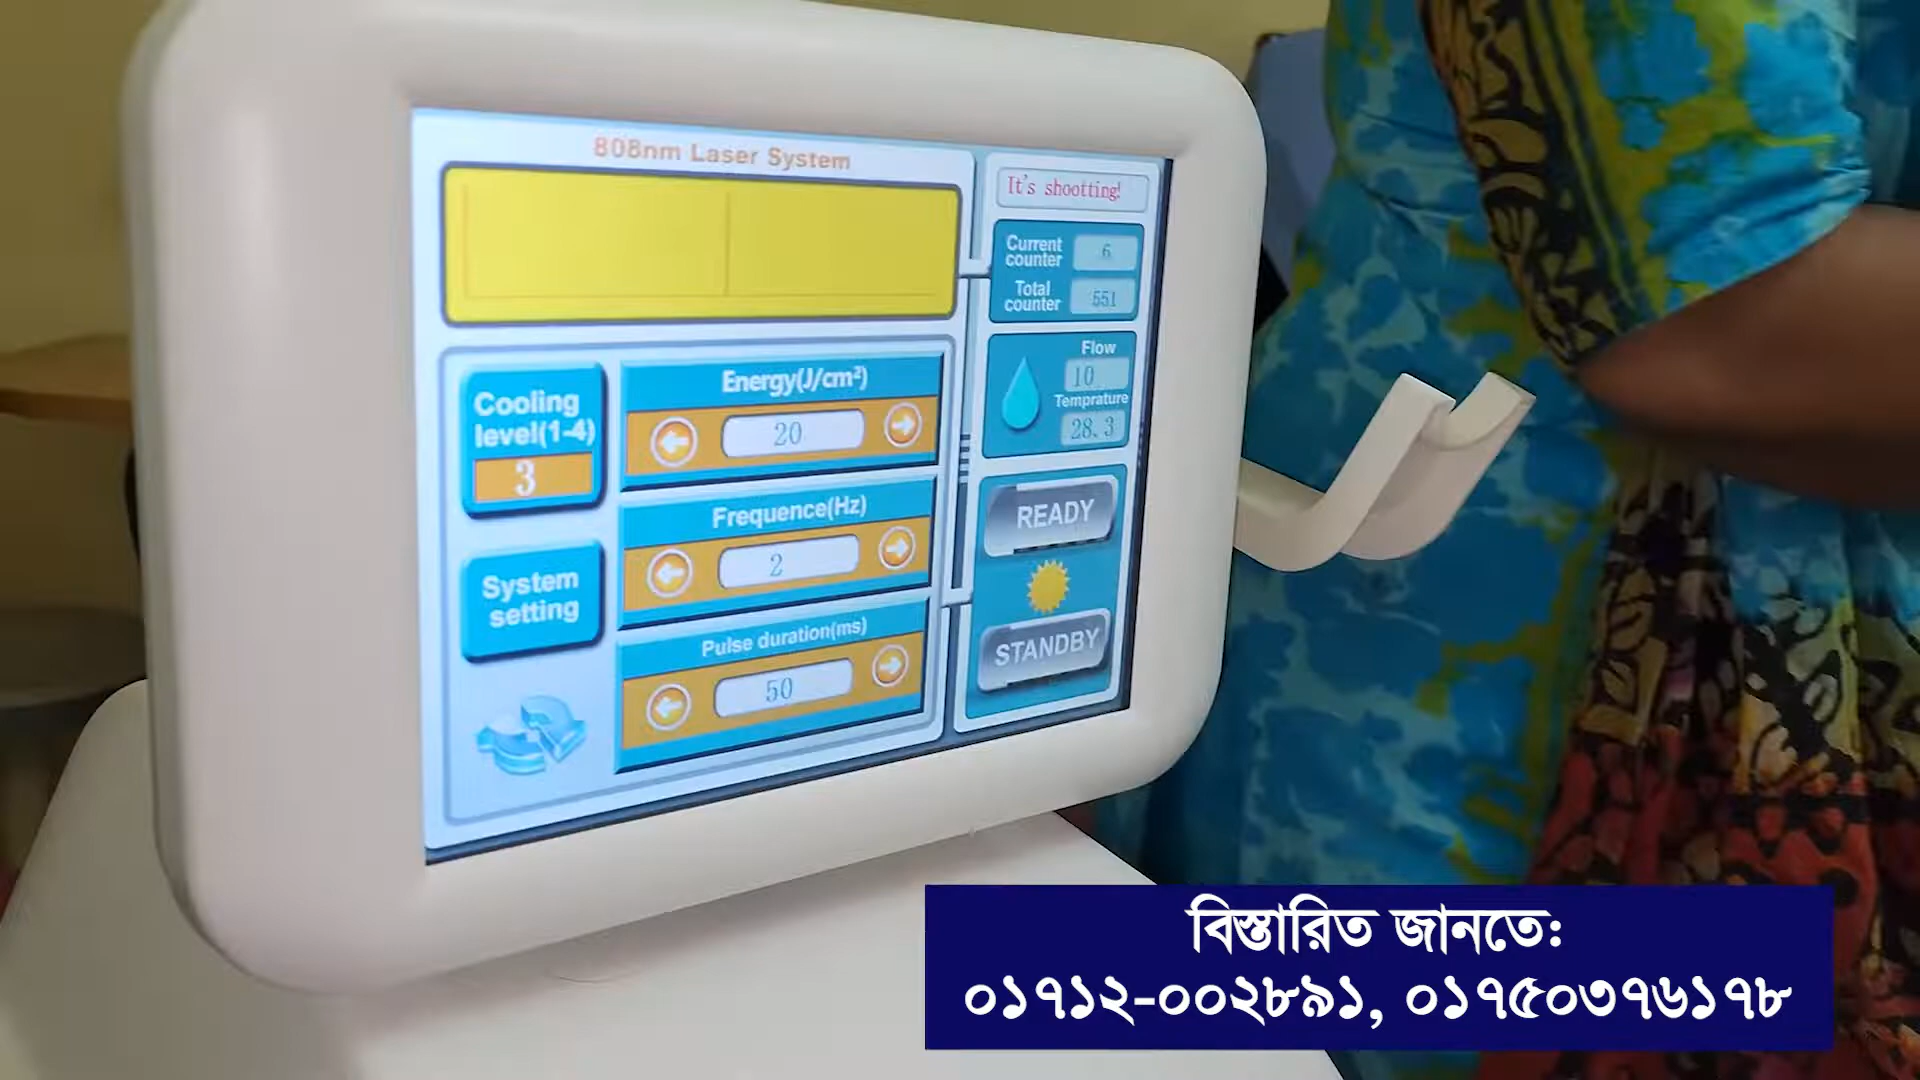 808nm Laser System
It's shootting!
Current counter 6
Total counter 551
Flow
10
Temprature
28.3
Cooling level(1-4)
3
Energy(J/cm²)
20
Frequence(Hz)
2
System setting
Pulse duration(ms)
50
READY
STANDBY
বিস্তারিত জানতে:
০১৭১২-০০২৮৯১, ০১৭৫০৩৭৬১৭৮